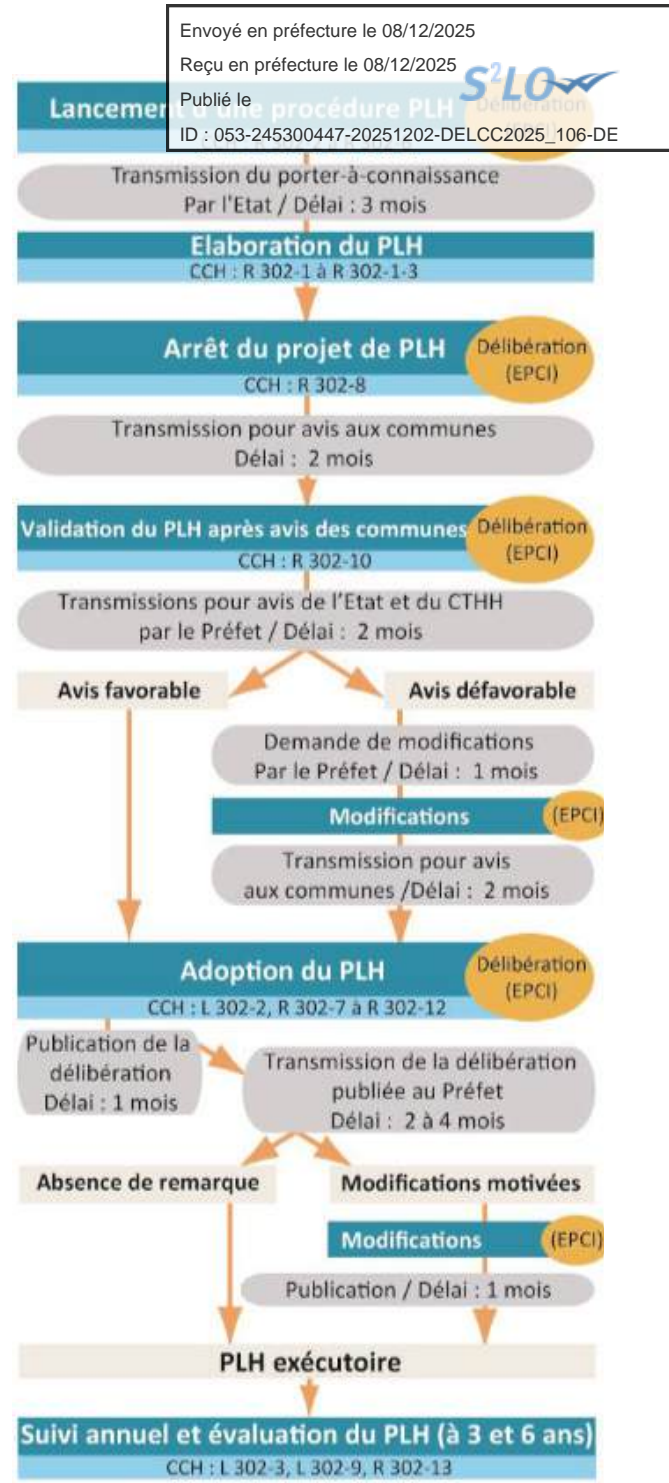 Envoyé en préfecture le 08/12/2025
Reçu en préfecture le 08/12/2025
S²LO
Publié le
ID : 053-245300447-20251202-DELCC2025_106-DE
Lancement d'une procédure PLH
Délibération
Transmission du porter-à-connaissance
Par l'Etat / Délai : 3 mois
Elaboration du PLH
CCH : R 302-1 à R 302-1-3
Arrêt du projet de PLH
Délibération
(EPCI)
CCH : R 302-8
Transmission pour avis aux communes
Délai : 2 mois
Validation du PLH après avis des communes
Délibération
(EPCI)
CCH : R 302-10
Transmissions pour avis de l'Etat et du CTHH
par le Préfet / Délai : 2 mois
Avis favorable
Avis défavorable
Demande de modifications
Par le Préfet / Délai : 1 mois
Modifications
(EPCI)
Transmission pour avis
aux communes /Délai : 2 mois
Adoption du PLH
Délibération
(EPCI)
CCH : L 302-2, R 302-7 à R 302-12
Publication de la
délibération
Délai : 1 mois
Transmission de la délibération
publiée au Préfet
Délai : 2 à 4 mois
Absence de remarque
Modifications motivées
Modifications
(EPCI)
Publication / Délai : 1 mois
PLH exécutoire
Suivi annuel et évaluation du PLH (à 3 et 6 ans)
CCH : L 302-3, L 302-9, R 302-13